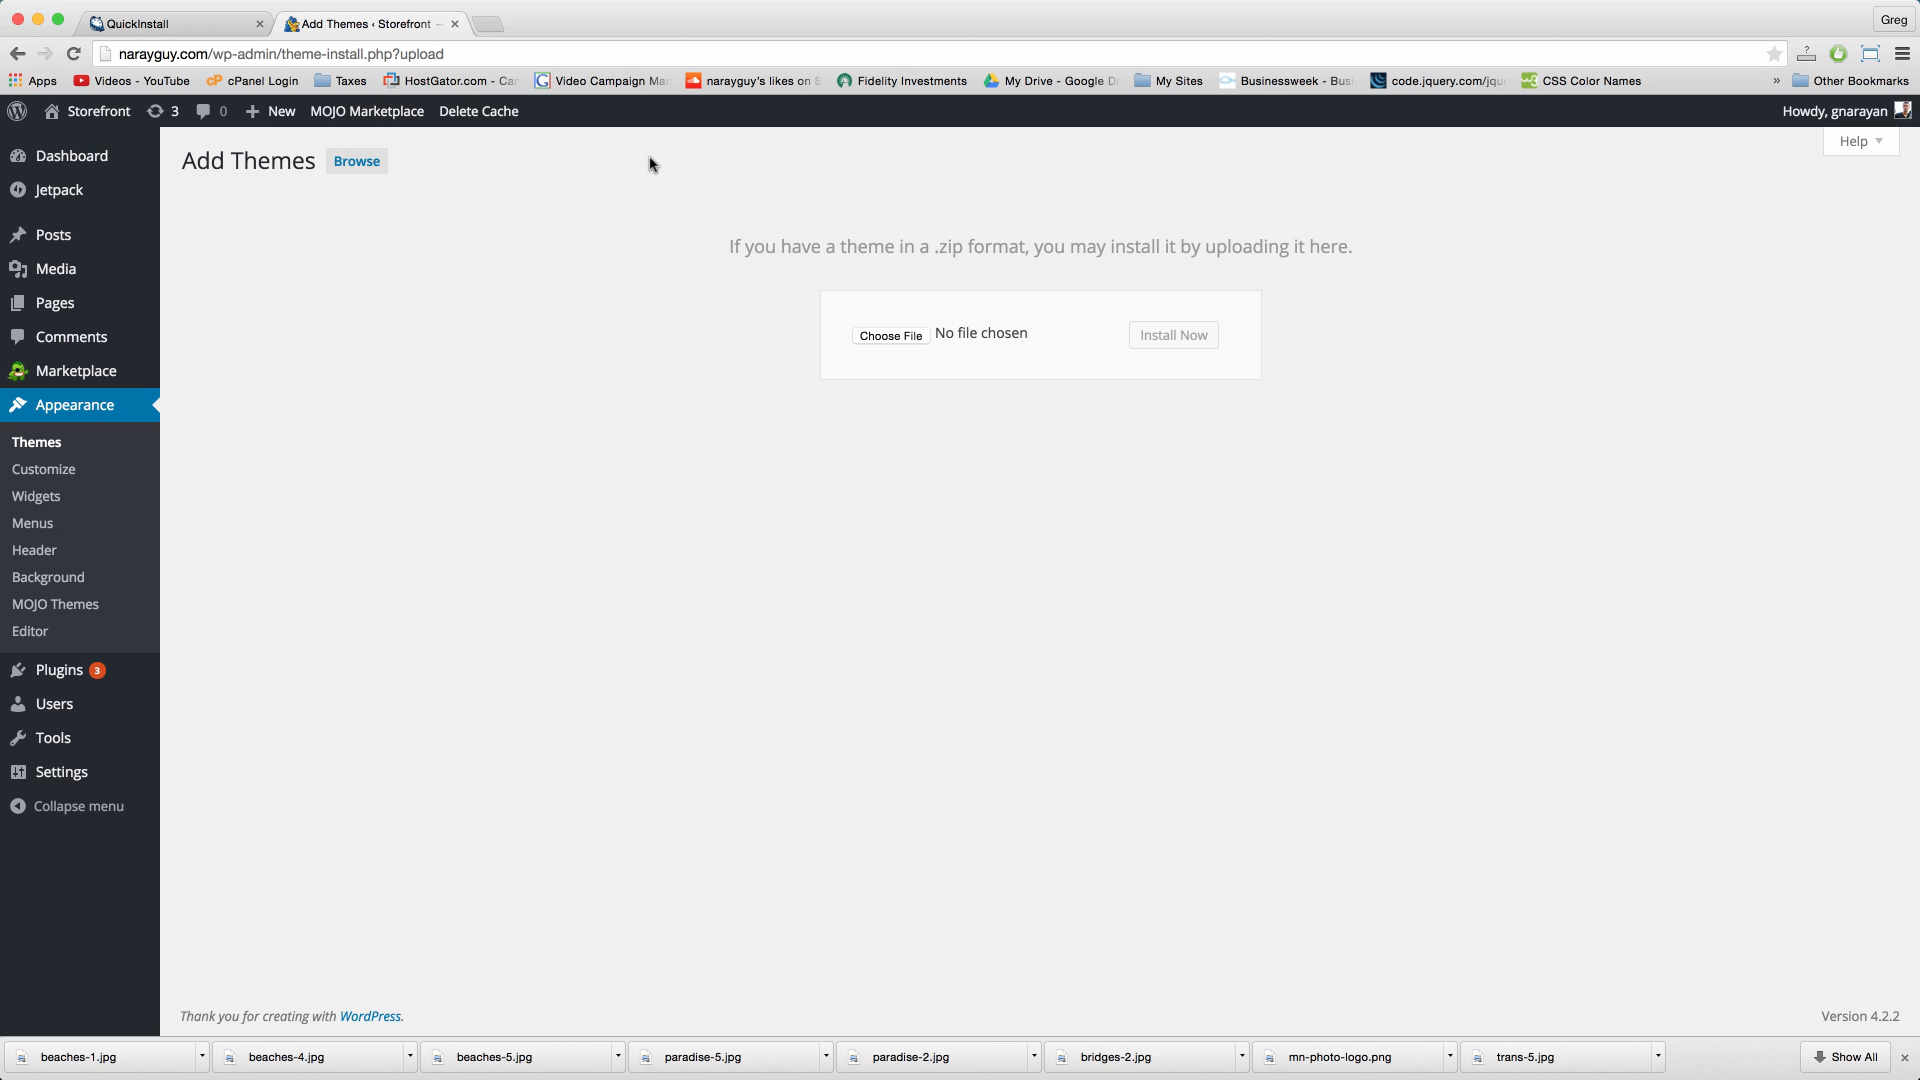 QuickInstall
Add Themes ‹ Storefront –
Greg
narayguy.com/wp-admin/theme-install.php?upload
Apps
Videos - YouTube
cPanel Login
Taxes
HostGator.com - Ca
Video Campaign Ma
narayguy's likes on S
Fidelity Investments
My Drive - Google D
My Sites
Businessweek - Bus
code.jquery.com/jqu
CSS Color Names
»
Other Bookmarks
Storefront
3
0
New
MOJO Marketplace
Delete Cache
Howdy, gnarayan
Help
Dashboard
Jetpack
Posts
Media
Pages
Comments
Marketplace
Appearance
Themes
Customize
Widgets
Menus
Header
Background
MOJO Themes
Editor
Plugins 3
Users
Tools
Settings
Collapse menu
Add Themes
Browse
If you have a theme in a .zip format, you may install it by uploading it here.
Choose File No file chosen
Install Now
Thank you for creating with WordPress.
Version 4.2.2
beaches-1.jpg
beaches-4.jpg
beaches-5.jpg
paradise-5.jpg
paradise-2.jpg
bridges-2.jpg
mn-photo-logo.png
trans-5.jpg
Show All